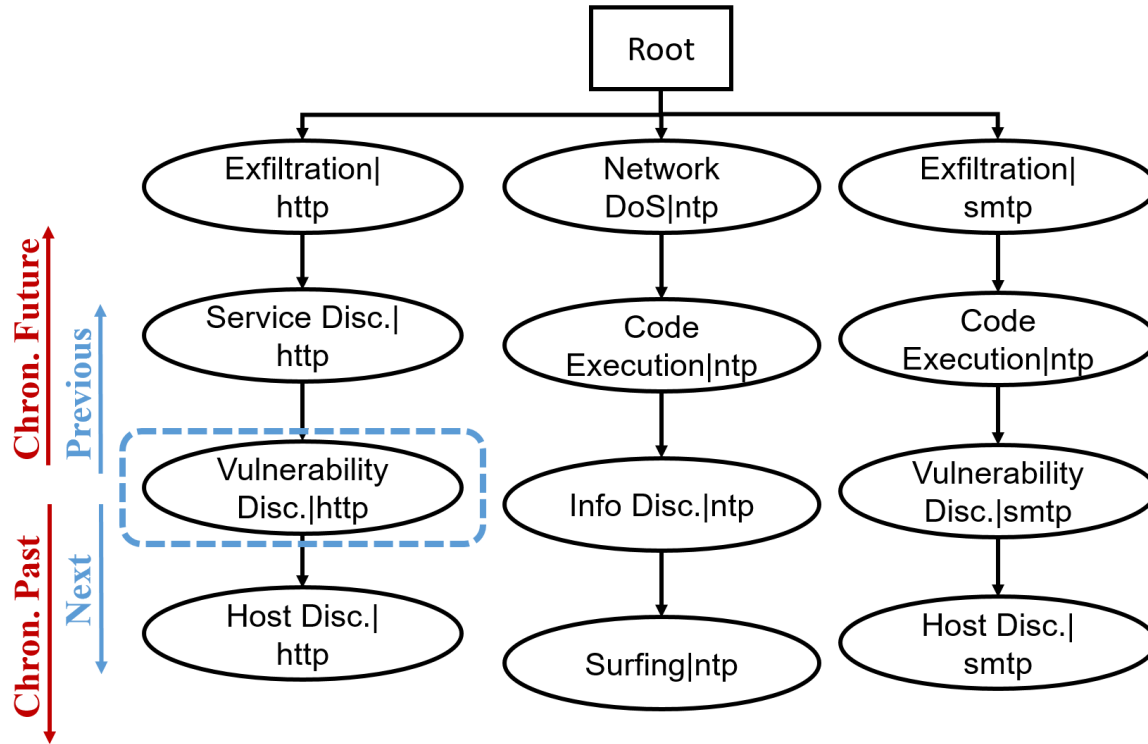 Root
Exfiltration|
http
Network
DoS|ntp
Exfiltration|
smtp
Service Disc.|
http
Code
Execution|ntp
Code
Execution|ntp
Vulnerability
Disc.|http
Info Disc.|ntp
Vulnerability
Disc.|smtp
Host Disc.|
http
Surfing|ntp
Host Disc.|
smtp
Chron. Future
Previous
Chron. Past
Next